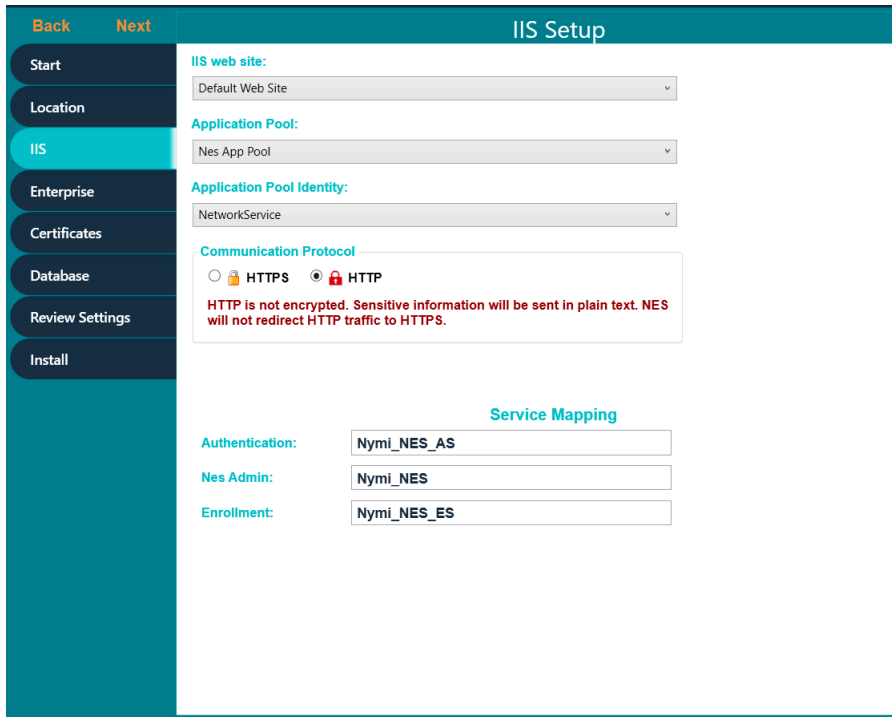 Back Next
IIS Setup
Start
Location
IIS
Enterprise
Certificates
Database
Review Settings
Install
IIS web site:
Default Web Site
Application Pool:
Nes App Pool
Application Pool Identity:
NetworkService
Communication Protocol
HTTPS HTTP
HTTP is not encrypted. Sensitive information will be sent in plain text. NES
will not redirect HTTP traffic to HTTPS.
Service Mapping
Authentication: Nymi_NES_AS
Nes Admin: Nymi_NES
Enrollment: Nymi_NES_ES